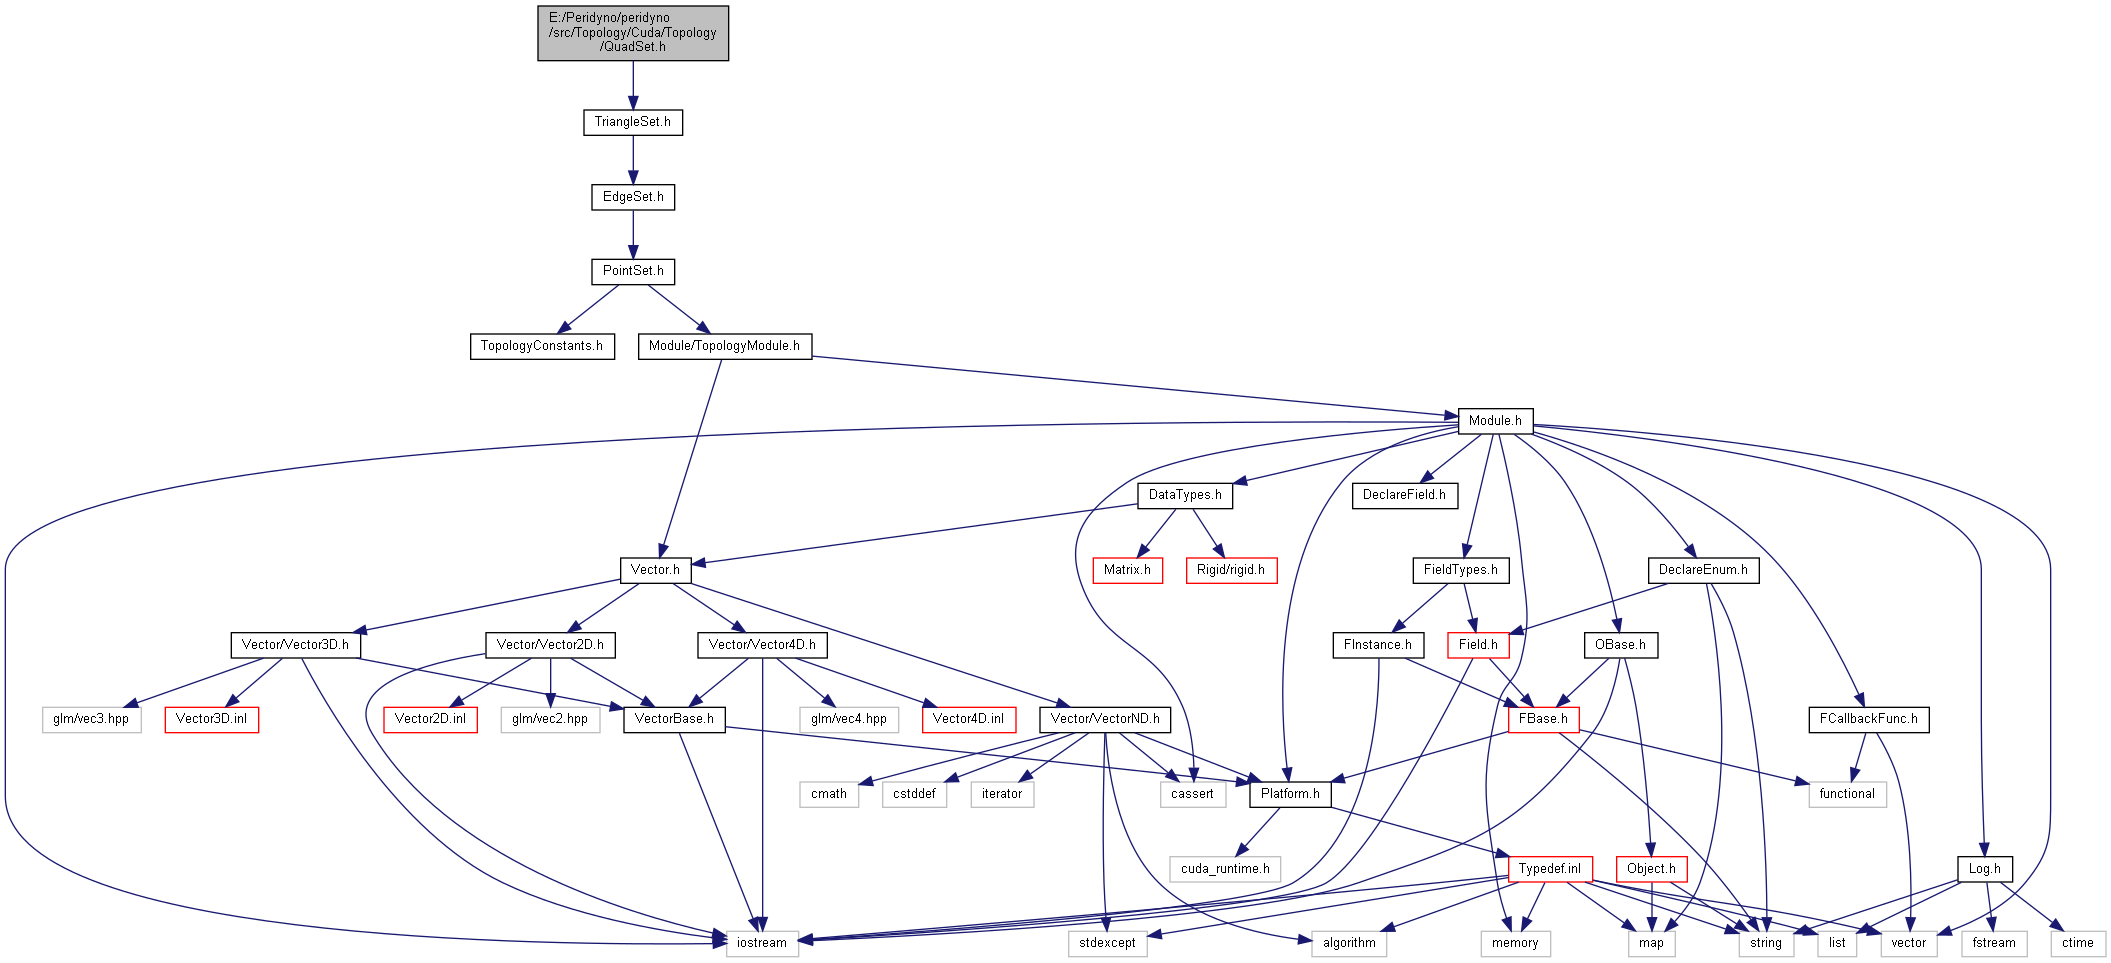 E:/Peridyno/peridyno
/src/Topology/Cuda/Topology
/QuadSet.h
TriangleSet.h
EdgeSet.h
PointSet.h
TopologyConstants.h
Module/TopologyModule.h
Module.h
DataTypes.h
DeclareField.h
Vector.h
Matrix.h
Rigid/rigid.h
FieldTypes.h
DeclareEnum.h
Vector/Vector3D.h
Vector/Vector2D.h
Vector/Vector4D.h
FInstance.h
Field.h
OBase.h
glm/vec3.hpp
Vector3D.inl
Vector2D.inl
glm/vec2.hpp
VectorBase.h
glm/vec4.hpp
Vector4D.inl
Vector/VectorND.h
FBase.h
FCallbackFunc.h
cmath
cstddef
iterator
cassert
Platform.h
functional
cuda_runtime.h
Typedef.inl
Object.h
Log.h
iostream
stdexcept
algorithm
memory
map
string
list
vector
fstream
ctime